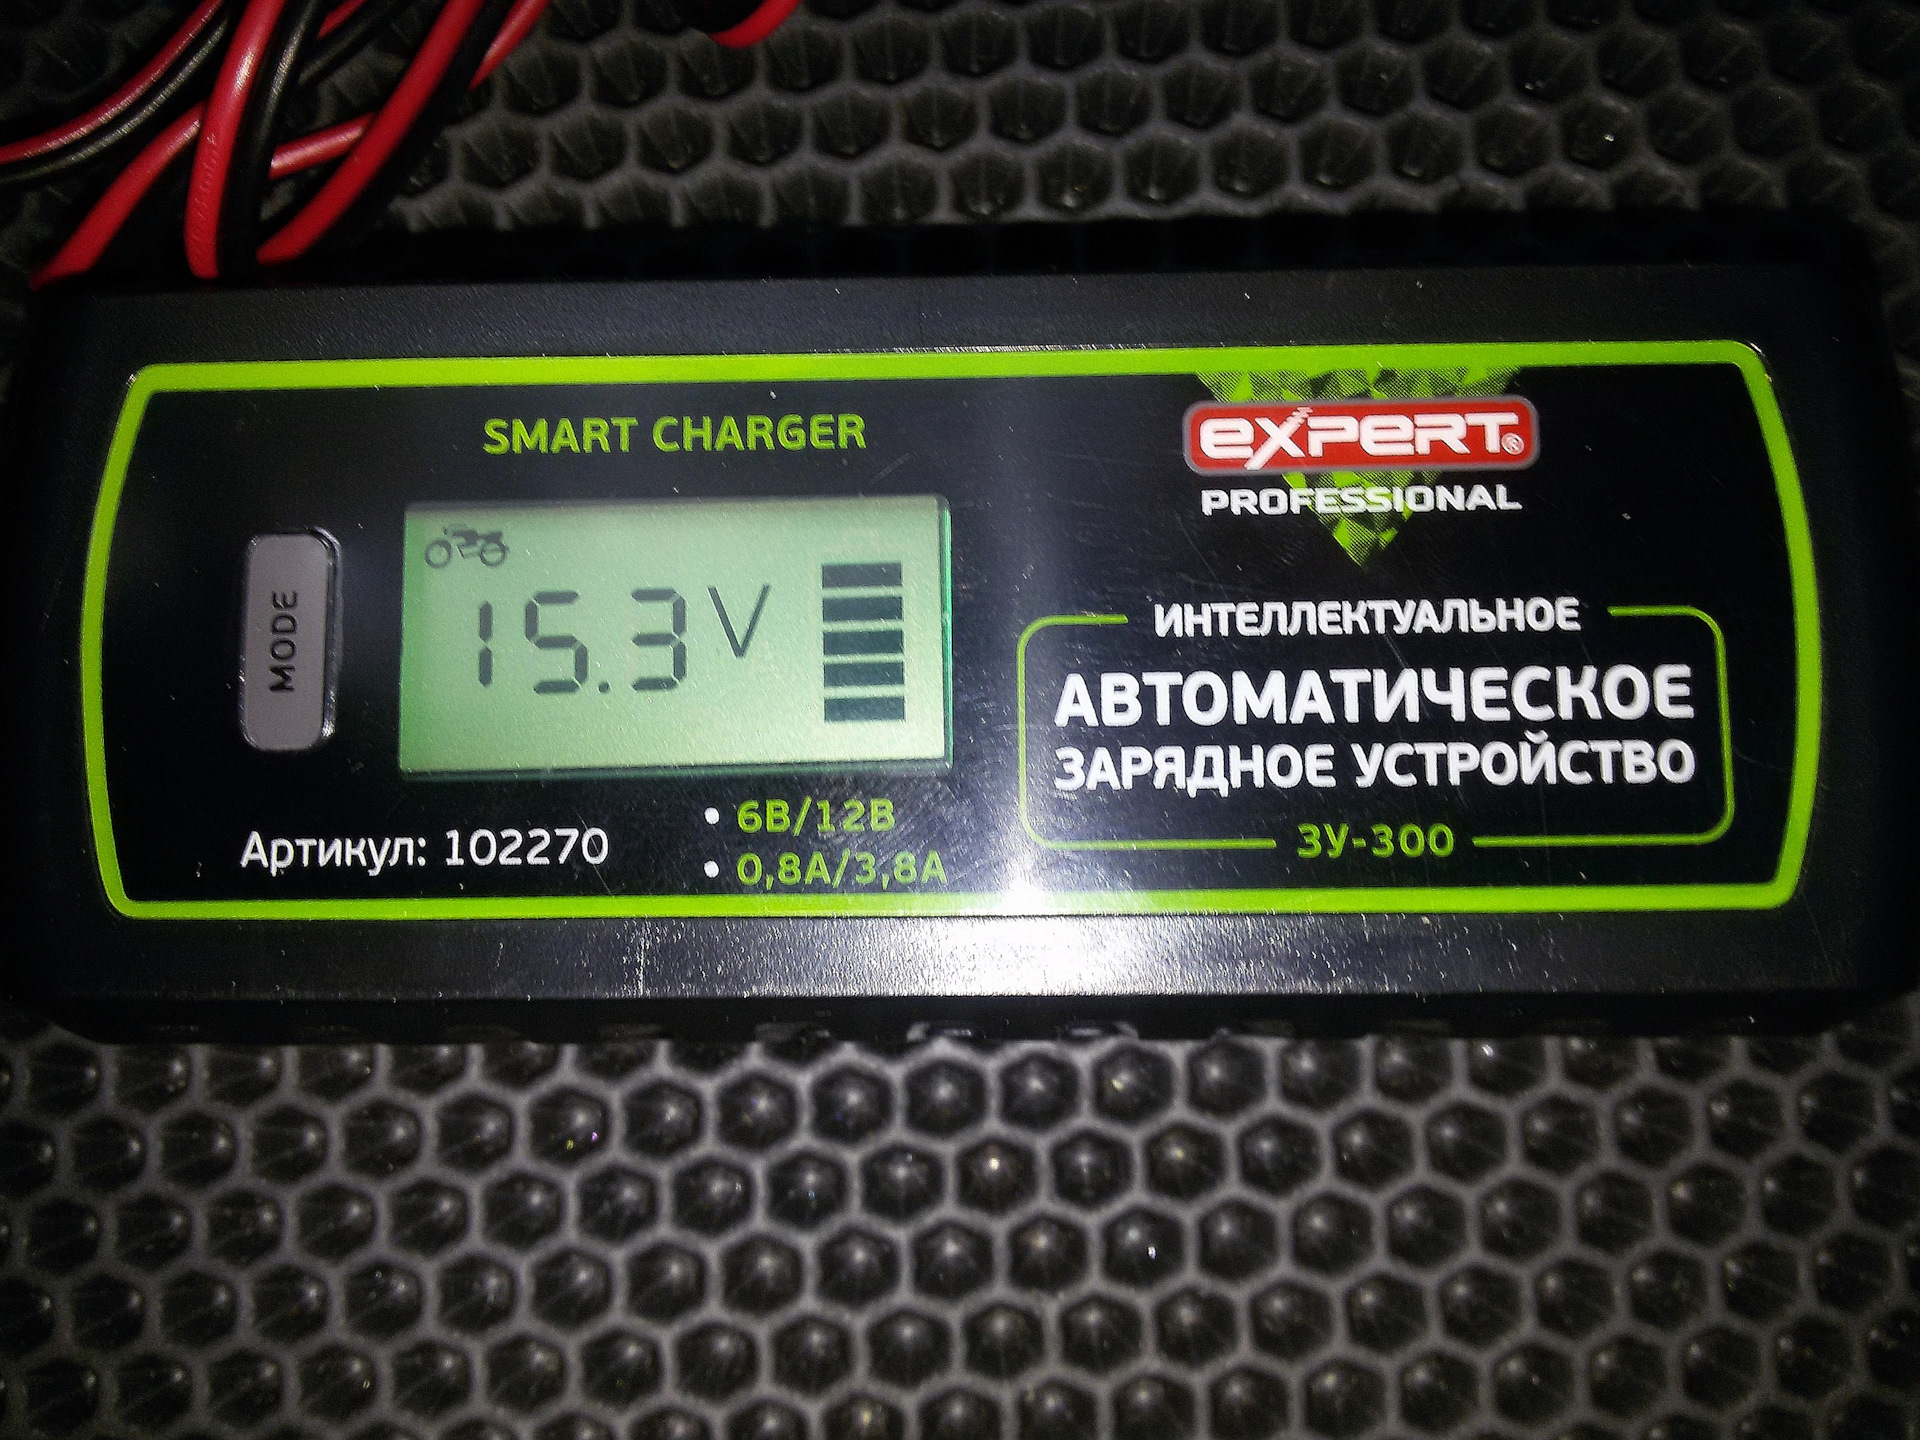 SMART CHARGER
MODE
15.3 V
Артикул: 102270
• 6В/12В
• 0,8А/3,8А
eXPERT®
PROFESSIONAL
ИНТЕЛЛЕКТУАЛЬНОЕ
АВТОМАТИЧЕСКОЕ
ЗАРЯДНОЕ УСТРОЙСТВО
ЗУ-300